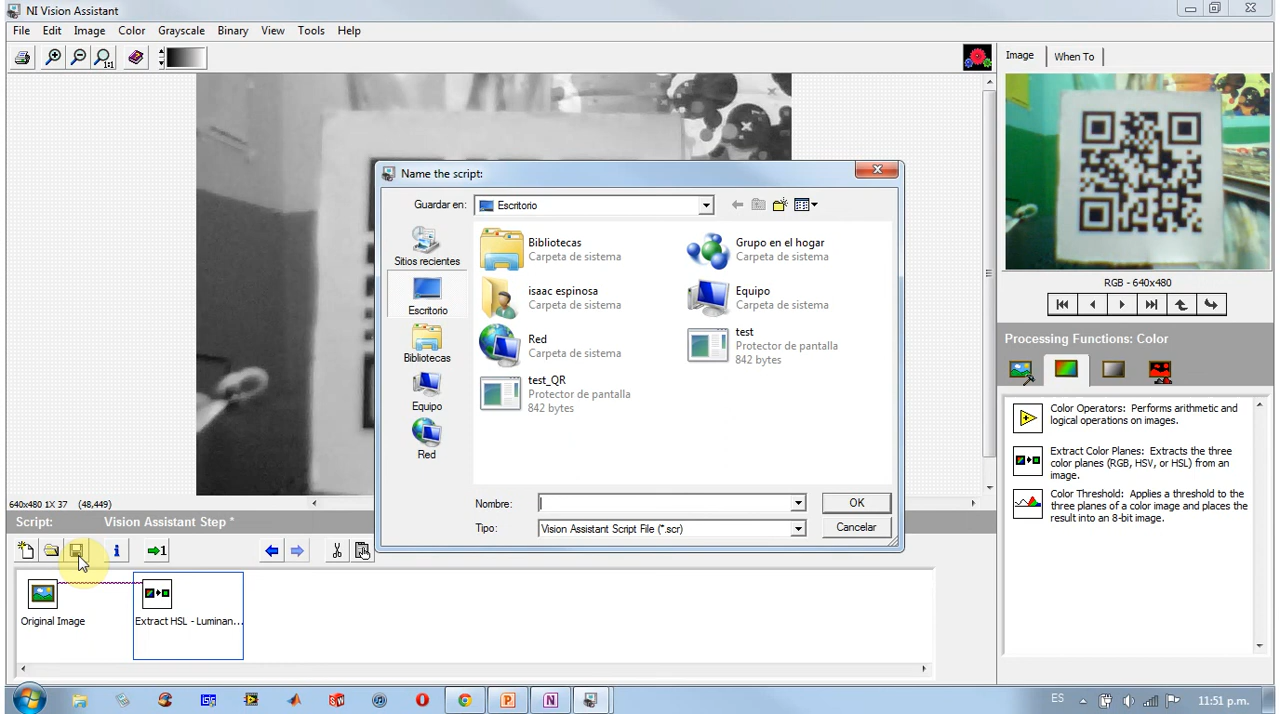 NI Vision Assistant
File Edit Image Color Grayscale Binary View Tools Help
1:1
Image When To
RGB - 640x480
Processing Functions: Color
Color Operators: Performs arithmetic and
logical operations on images.
Extract Color Planes: Extracts the three
color planes (RGB, HSV, or HSL) from an
image.
Color Threshold: Applies a threshold to the
three planes of a color image and places the
result into an 8-bit image.
Name the script:
Guardar en: Escritorio
Sitios recientes
Escritorio
Bibliotecas
Equipo
Red
Bibliotecas
Carpeta de sistema
Grupo en el hogar
Carpeta de sistema
isaac espinosa
Carpeta de sistema
Equipo
Carpeta de sistema
Red
Carpeta de sistema
test
Protector de pantalla
842 bytes
test_QR
Protector de pantalla
842 bytes
Nombre:
OK
Tipo: Vision Assistant Script File (*.scr)
Cancelar
640x480 1X 37 (48,449)
Script: Vision Assistant Step *
1
Original Image
Extract HSL - Luminan...
ES
11:51 p.m.